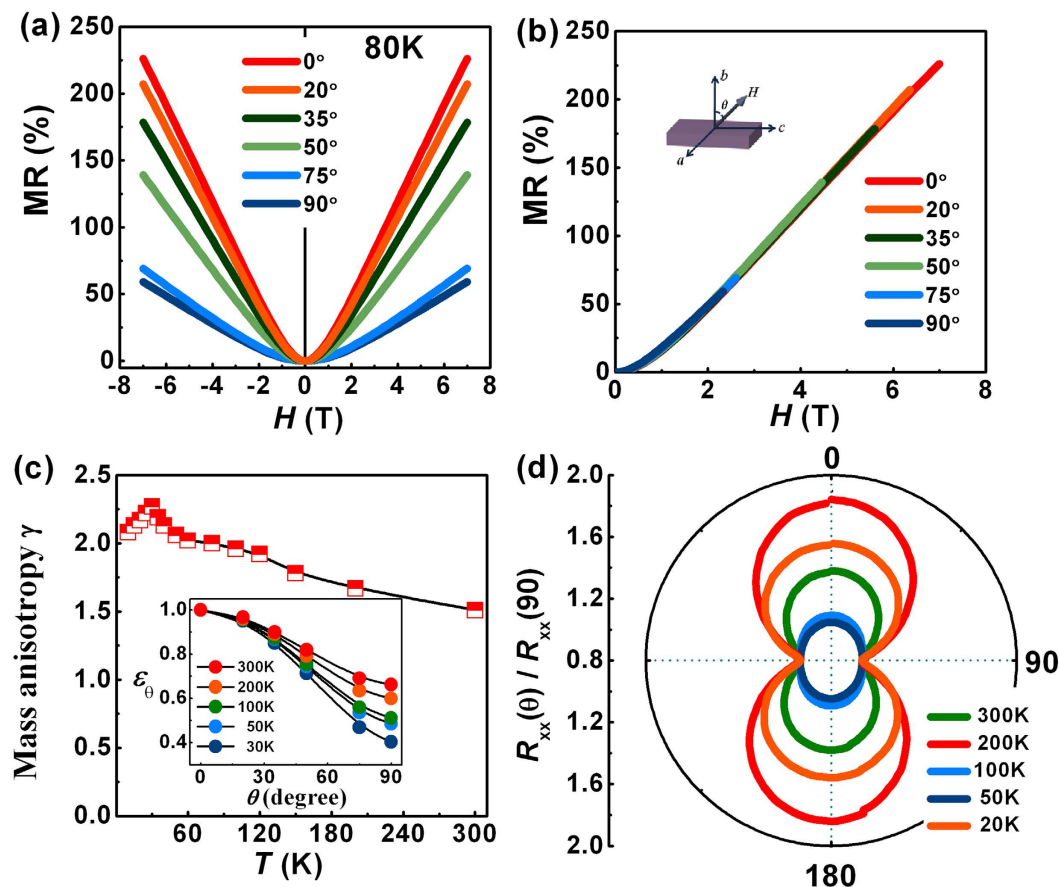 (a)
80K
MR (%)
250
200
150
100
50
0
0°
20°
35°
50°
75°
90°
-8 -6 -4 -2 0 2 4 6 8
H (T)
(b)
MR (%)
250
200
150
100
50
0
b
H
θ
c
a
0°
20°
35°
50°
75°
90°
0 2 4 6 8
H (T)
(c)
Mass anisotropy γ
2.5
2.0
1.5
1.0
0.5
0.0
60 120 180 240 300
T (K)
εθ
1.0
0.8
0.6
0.4
300K
200K
100K
50K
30K
0 30 60 90
θ (degree)
(d)
Rxx(θ) / Rxx(90)
2.0
1.6
1.2
0.8
1.2
1.6
2.0
0
90
180
300K
200K
100K
50K
20K